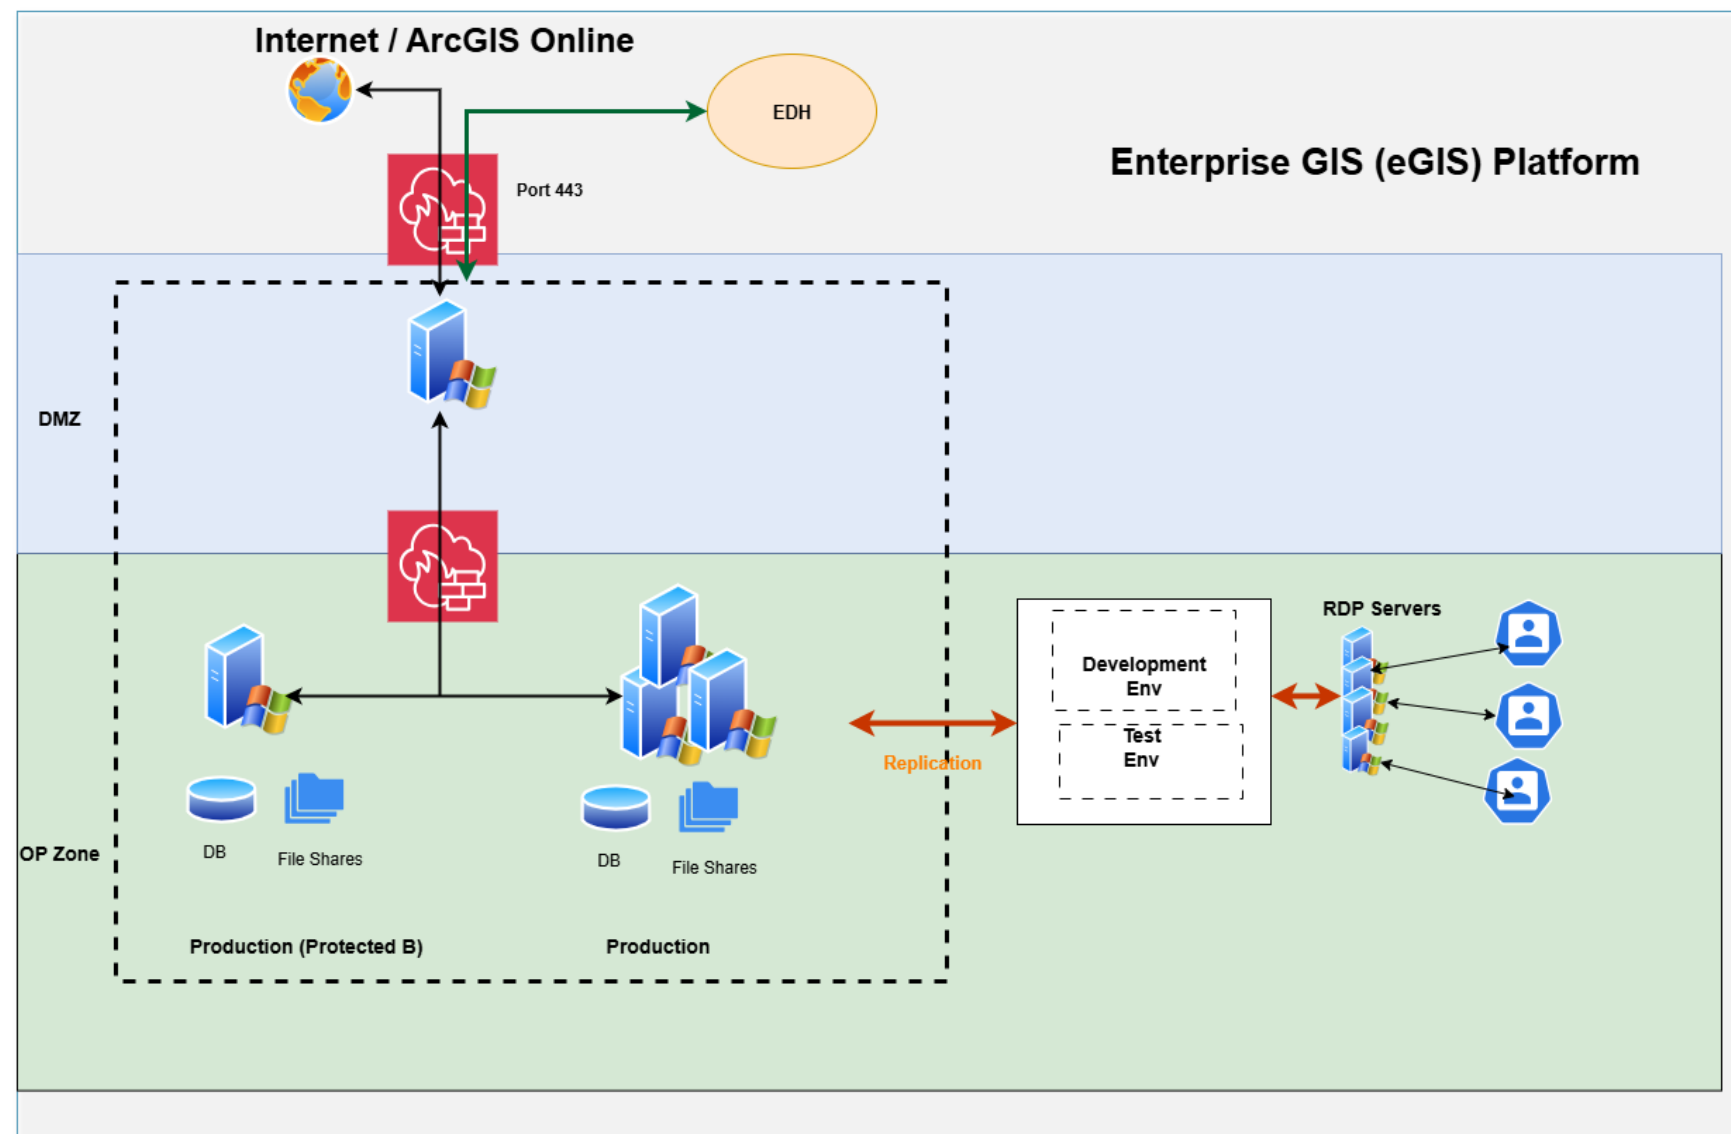 Internet / ArcGIS Online
EDH
Enterprise GIS (eGIS) Platform
Port 443
DMZ
RDP Servers
Development
Env
Test
Env
Replication
OP Zone
DB
File Shares
DB
File Shares
Production (Protected B)
Production